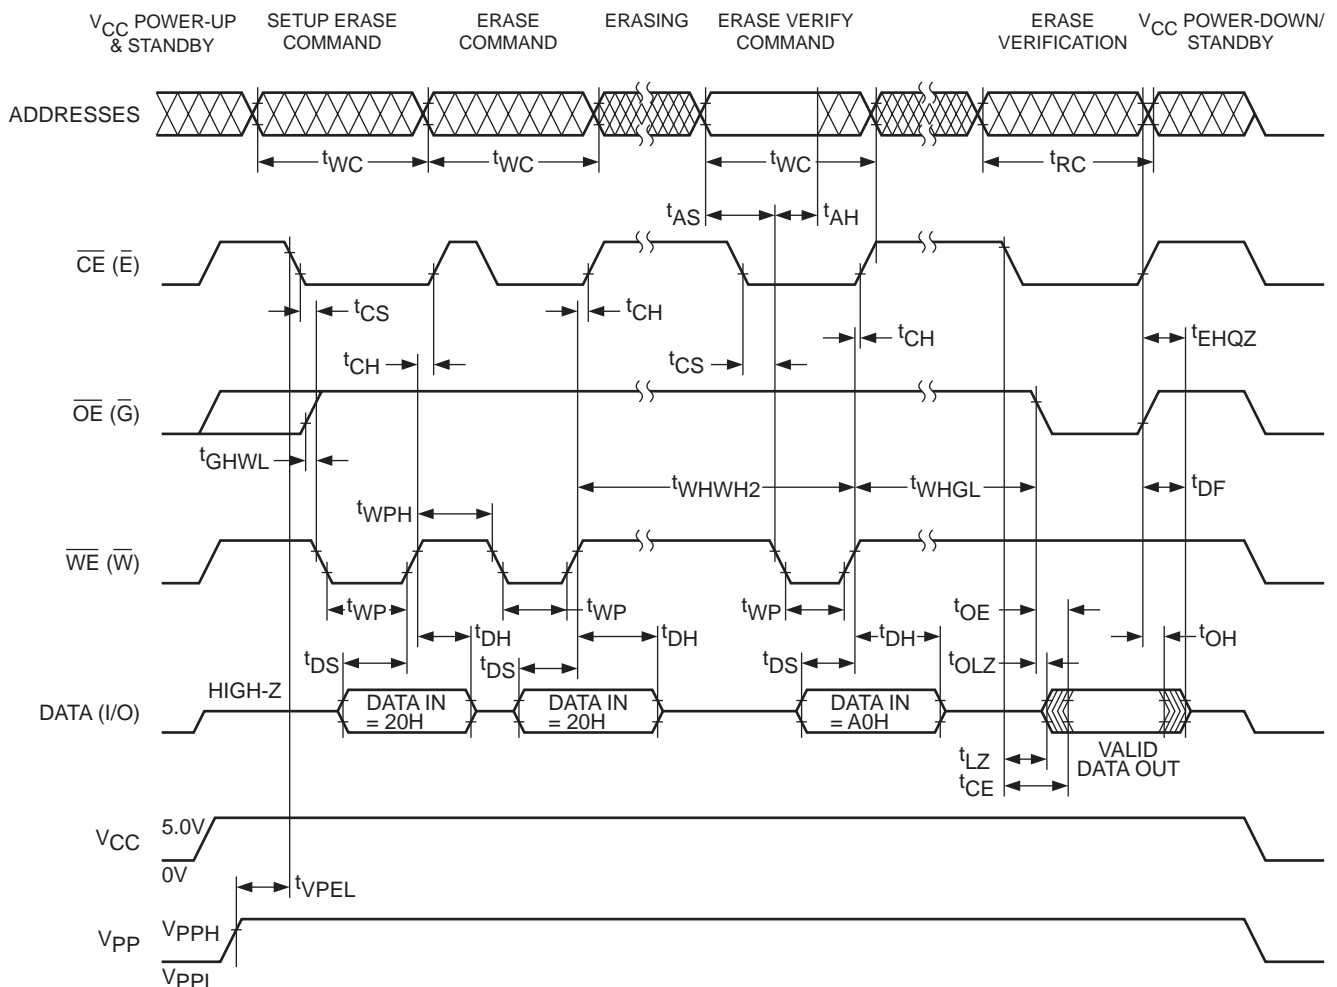 VCC POWER-UP
& STANDBY
SETUP ERASE
COMMAND
ERASE
COMMAND
ERASING
ERASE VERIFY
COMMAND
ERASE
VERIFICATION
VCC POWER-DOWN/
STANDBY
ADDRESSES
tWC
tWC
tWC
tRC
tAS
tAH
CE (E)
tCS
tCH
tCH
tCS
tCH
tEHQZ
OE (G)
tGHWL
tWHWH2
tWHGL
tDF
tWPH
WE (W)
tWP
tWP
tWP
tOE
tDH
tDH
tDH
tOH
tDS
tDS
tDS
tOLZ
HIGH-Z
DATA (I/O)
DATA IN
= 20H
DATA IN
= 20H
DATA IN
= A0H
VALID
DATA OUT
tLZ
tCE
VCC
5.0V
0V
tVPEL
VPP
VPPH
VPPL